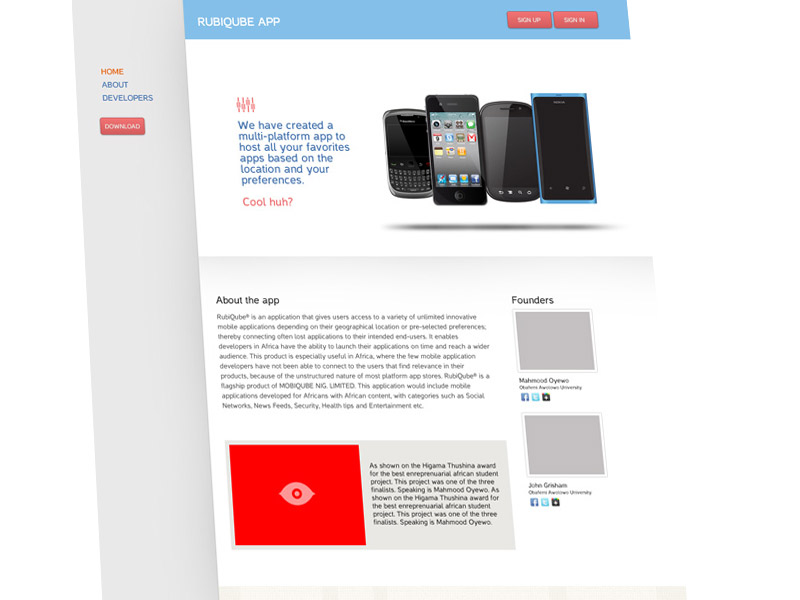 RUBIQUBE APP
SIGN UP
SIGN IN
HOME
ABOUT
DEVELOPERS
DOWNLOAD
We have created a
multi-platform app to
host all your favorites
apps based on the
location and your
preferences.
Cool huh?
BlackBerry
NOKIA
About the app
RubiQube® is an application that gives users access to a variety of unlimited innovative
mobile applications depending on their geographical location or pre-selected preferences;
thereby connecting often lost applications to their intended end-users. It enables
developers in Africa have the ability to launch their applications on time and reach a wider
audience. This product is especially useful in Africa, where the few mobile application
developers have not been able to connect to the users that find relevance in their
products, because of the unstructured nature of most platform app stores. RubiQube® is a
flagship product of MOBIQUBE NIG. LIMITED. This application would include mobile
applications developed for Africans with African content, with categories such as Social
Networks, News Feeds, Security, Health tips and Entertainment etc.
Founders
Mahmood Oyewo
Obafemi Awolowo University
John Grisham
Obafemi Awolowo University
As shown on the Higama Thushina award
for the best enreprenuarial african student
project. This project was one of the three
finalists. Speaking is Mahmood Oyewo. As
shown on the Higama Thushina award for
the best enreprenuarial african student
project. This project was one of the three
finalists. Speaking is Mahmood Oyewo.